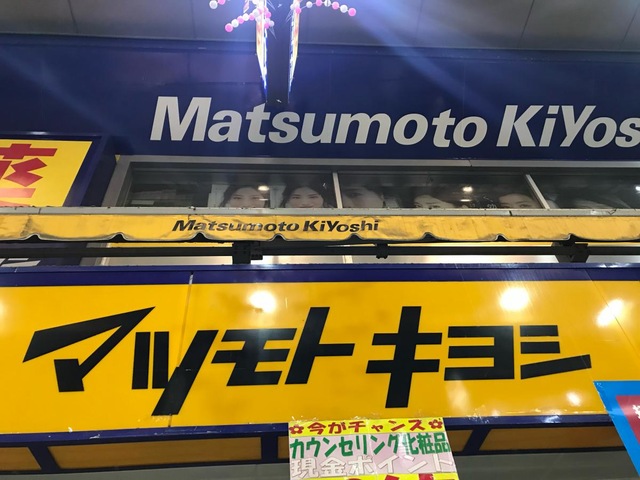 Matsumoto KiYos
Matsumoto KiYoshi
マツモトキヨシ
✿今がチャンス✿
カウンセリング化粧品
現金ポイント